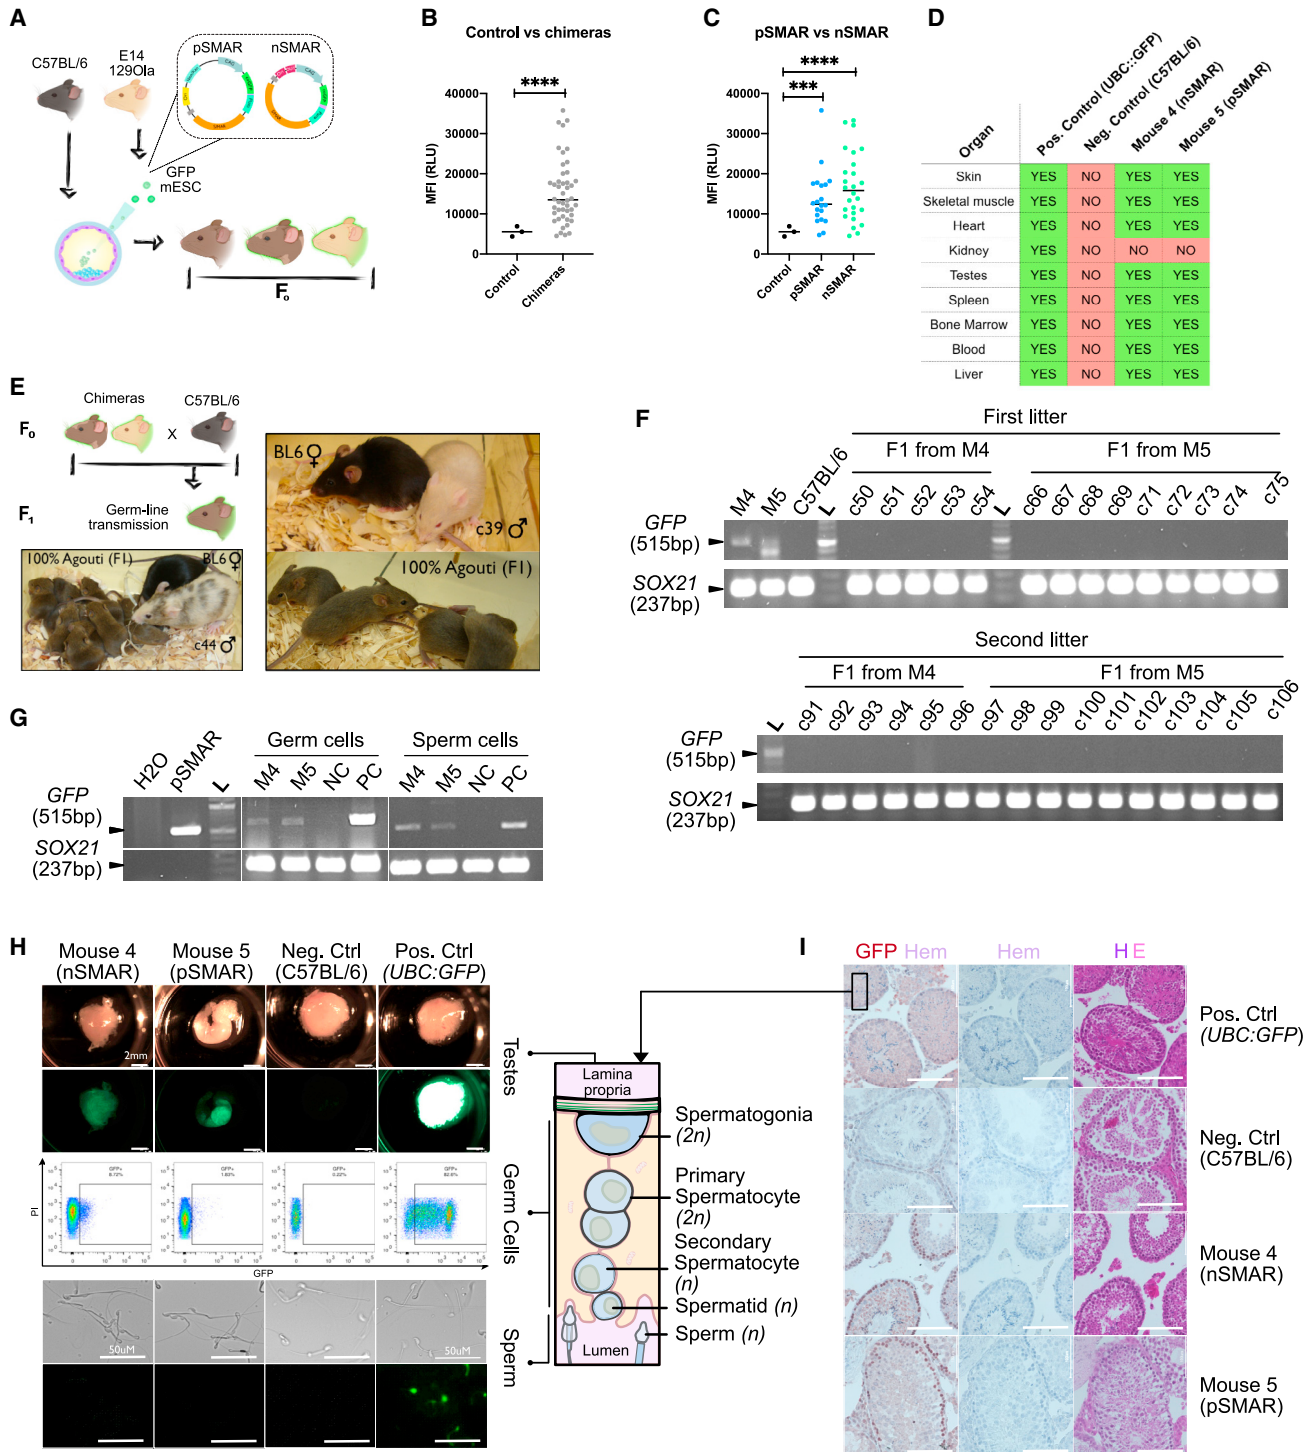 A
C57BL/6
E14
129Ola
pSMAR
nSMAR
CAG
CAG
GFP
mESC
F₀
B
Control vs chimeras
****
MFI (RLU)
40000
30000
20000
10000
0
Control
Chimeras
C
pSMAR vs nSMAR
****
***
MFI (RLU)
40000
30000
20000
10000
0
Control
pSMAR
nSMAR
D
Organ
Pos. Control (UBC::GFP)
Neg. Control (C57BL/6)
Mouse 4 (nSMAR)
Mouse 5 (pSMAR)
Skin YES NO YES YES
Skeletal muscle YES NO YES YES
Heart YES NO YES YES
Kidney YES NO NO NO
Testes YES NO YES YES
Spleen YES NO YES YES
Bone Marrow YES NO YES YES
Blood YES NO YES YES
Liver YES NO YES YES
E
Chimeras
C57BL/6
F₀
X
F₁
Germ-line
transmission
100% Agouti (F1)
BL6♀
c44♂
BL6♀
c39♂
100% Agouti (F1)
F
First litter
F1 from M4
F1 from M5
M4 M5 C57BL/6 L c50 c51 c52 c53 c54 L c66 c67 c68 c69 c71 c72 c73 c74 c75
GFP
(515bp)
SOX21
(237bp)
Second litter
F1 from M4
F1 from M5
L c91 c92 c93 c94 c95 c96 c97 c98 c99 c100 c101 c102 c103 c104 c105 c106
GFP
(515bp)
SOX21
(237bp)
G
Germ cells
Sperm cells
H2O pSMAR L M4 M5 NC PC M4 M5 NC PC
GFP
(515bp)
SOX21
(237bp)
H
Mouse 4
(nSMAR)
Mouse 5
(pSMAR)
Neg. Ctrl
(C57BL/6)
Pos. Ctrl
(UBC:GFP)
2mm
PI
GFP
50uM
50uM
Testes
Germ Cells
Sperm
Lamina
propria
Spermatogonia
(2n)
Primary
Spermatocyte
(2n)
Secondary
Spermatocyte
(n)
Spermatid (n)
Sperm (n)
Lumen
I
GFP Hem
Hem
H E
Pos. Ctrl
(UBC:GFP)
Neg. Ctrl
(C57BL/6)
Mouse 4
(nSMAR)
Mouse 5
(pSMAR)